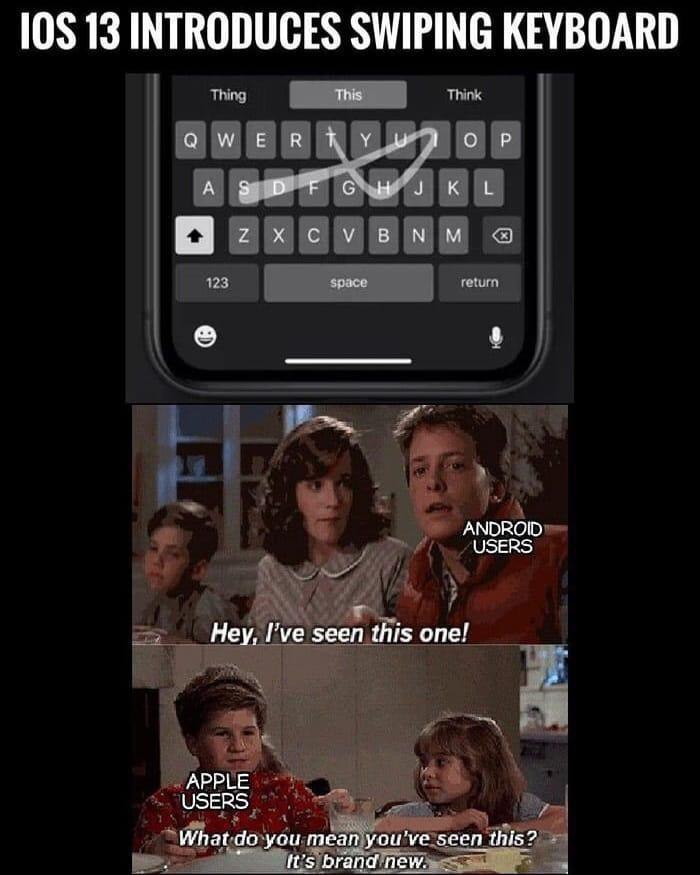 IOS 13 INTRODUCES SWIPING KEYBOARD
Thing This Think
Q W E R T Y U I O P
A S D F G H J K L
Z X C V B N M
123 space return
ANDROID
USERS
Hey, I've seen this one!
APPLE
USERS
What do you mean you've seen this?
It's brand new.